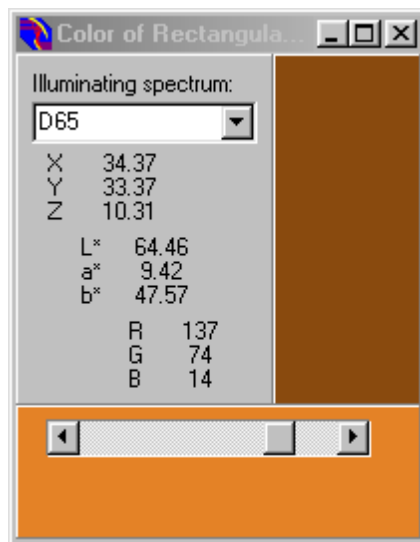 Color of Rectangula...
Illuminating spectrum:
D65
X 34.37
Y 33.37
Z 10.31
L* 64.46
a* 9.42
b* 47.57
R 137
G 74
B 14